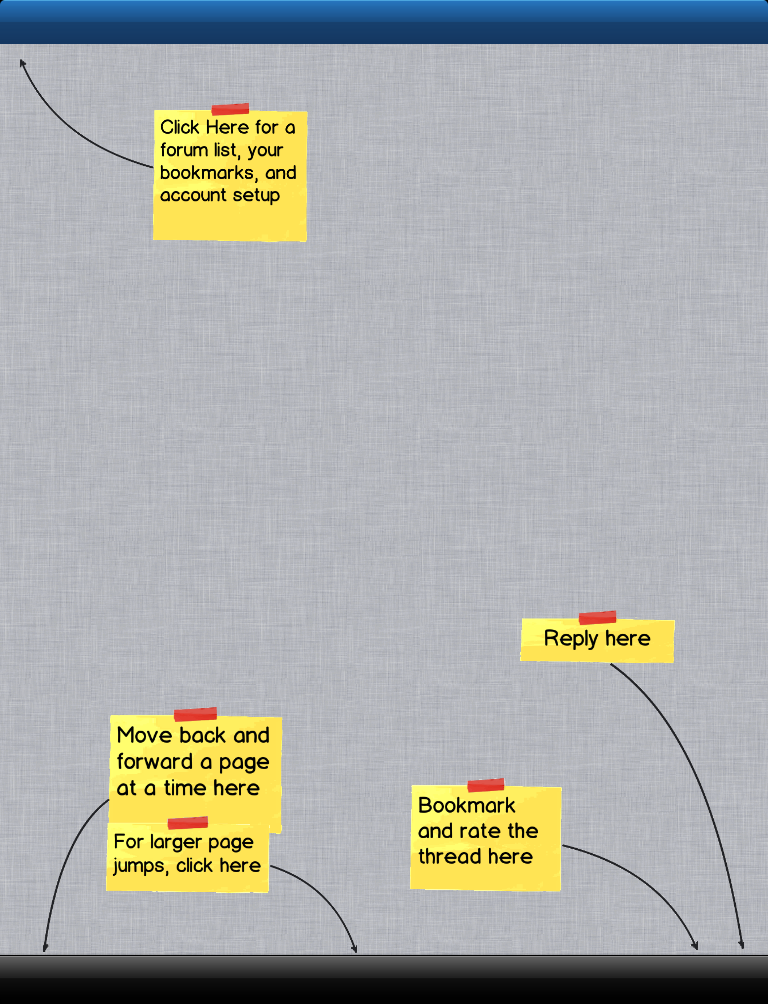 Click Here for a
forum list, your
bookmarks, and
account setup
Reply here
Move back and
forward a page
at a time here
For larger page
jumps, click here
Bookmark
and rate the
thread here